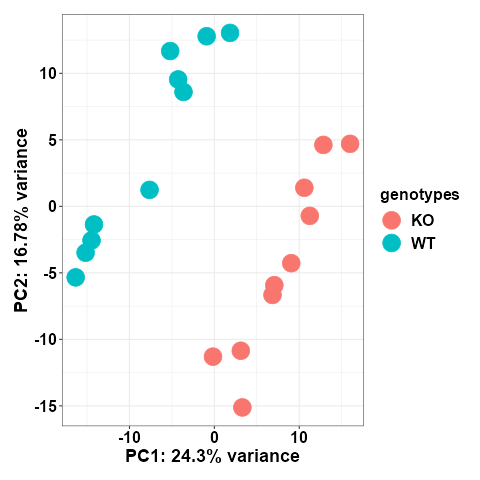 10
5
0
-5
-10
-15
PC2: 16.78% variance
-10 0 10
PC1: 24.3% variance
genotypes
KO
WT